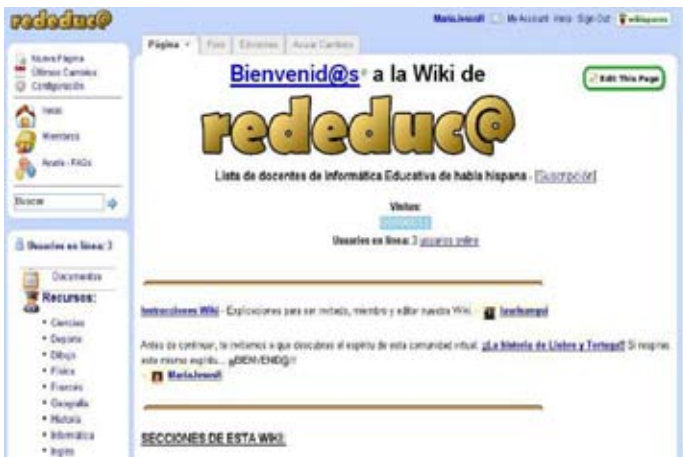 rededuc@
MariaJesusR My Account Help Sign Out wikispaces
Nueva Página
Últimos Cambios
Configuración
Inicio
Miembros
Ayuda - FAQs
Buscar
Usuarios en línea: 3
Documentos
Recursos:
• Ciencias
• Deporte
• Dibujo
• Física
• Francés
• Geografía
• Historia
• Informática
• Inglés
Página Foro Ediciones Avisar Cambios
Edit This Page
Bienvenid@s a la Wiki de
rededuc@
Lista de docentes de Informática Educativa de habla hispana - [Suscripción]
Visitas:
Usuarios en línea: 3 usuarios online
Instrucciones Wiki - Explicaciones para ser invitado, miembro y editar nuestra Wiki. -
Antes de continuar, te invitamos a que descubras el espíritu de esta comunidad virtual. ¡La historia de Liebre y Tortuga!! Si respiras
este mismo espíritu... ¡¡BIENVENID@!!
- MariaJesusR
SECCIONES DE ESTA WIKI: